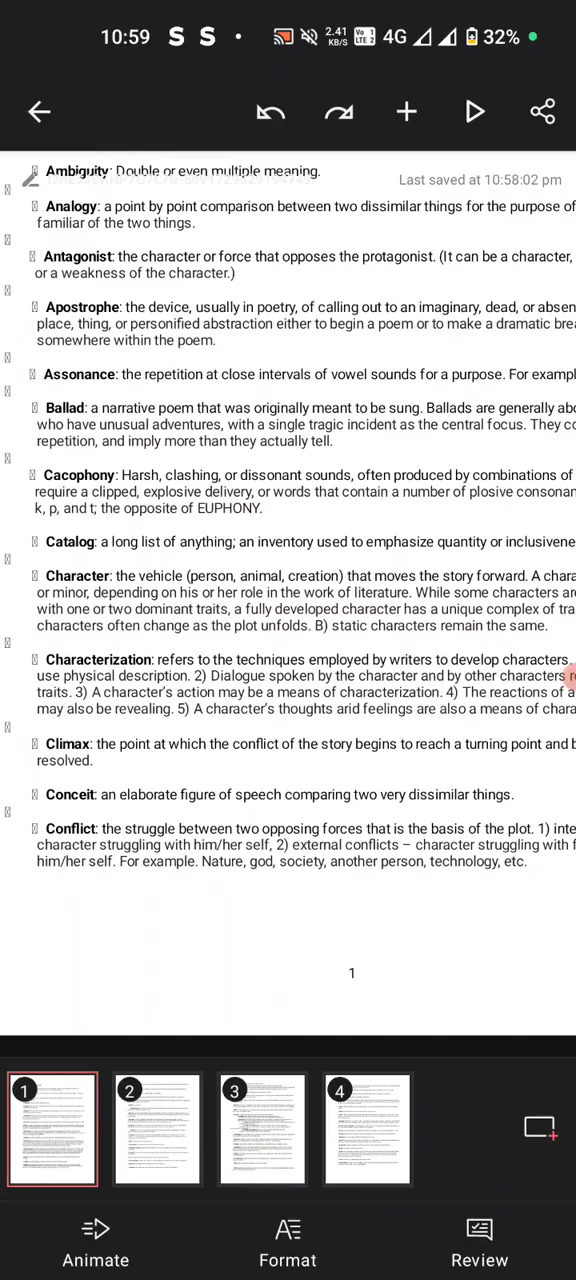 10:59 S S • 2.41 KB/S Vo 1 LTE 2 4G 32%
Ambiguity: Double or even multiple meaning.
Last saved at 10:58:02 pm
Analogy: a point by point comparison between two dissimilar things for the purpose of
familiar of the two things.
Antagonist: the character or force that opposes the protagonist. (It can be a character,
or a weakness of the character.)
Apostrophe: the device, usually in poetry, of calling out to an imaginary, dead, or absen
place, thing, or personified abstraction either to begin a poem or to make a dramatic brea
somewhere within the poem.
Assonance: the repetition at close intervals of vowel sounds for a purpose. For exampl
Ballad: a narrative poem that was originally meant to be sung. Ballads are generally abo
who have unusual adventures, with a single tragic incident as the central focus. They co
repetition, and imply more than they actually tell.
Cacophony: Harsh, clashing, or dissonant sounds, often produced by combinations of
require a clipped, explosive delivery, or words that contain a number of plosive consonan
k, p, and t; the opposite of EUPHONY.
Catalog: a long list of anything; an inventory used to emphasize quantity or inclusivene
Character: the vehicle (person, animal, creation) that moves the story forward. A chara
or minor, depending on his or her role in the work of literature. While some characters are
with one or two dominant traits, a fully developed character has a unique complex of tra
characters often change as the plot unfolds. B) static characters remain the same.
Characterization: refers to the techniques employed by writers to develop characters.
use physical description. 2) Dialogue spoken by the character and by other characters r
traits. 3) A character's action may be a means of characterization. 4) The reactions of a
may also be revealing. 5) A character's thoughts arid feelings are also a means of chara
Climax: the point at which the conflict of the story begins to reach a turning point and b
resolved.
Conceit: an elaborate figure of speech comparing two very dissimilar things.
Conflict: the struggle between two opposing forces that is the basis of the plot. 1) inte
character struggling with him/her self, 2) external conflicts – character struggling with f
him/her self. For example. Nature, god, society, another person, technology, etc.
1
1 2 3 4
Animate Format Review